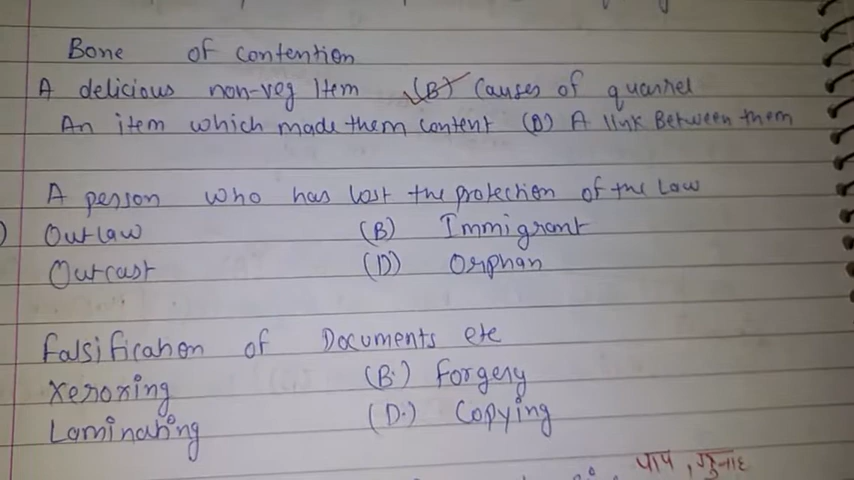 Bone of contention
A delicious non-veg Item (B) Causes of quarrel
An item which made them content (D) A link Between them
A person who has lost the protection of the Law
) Outlaw (B) Immigrant
Outcast (D) Orphan
Falsification of Documents etc
Xeroxing (B.) Forgery
Laminating (D.) Copying
पाप, गुनाह